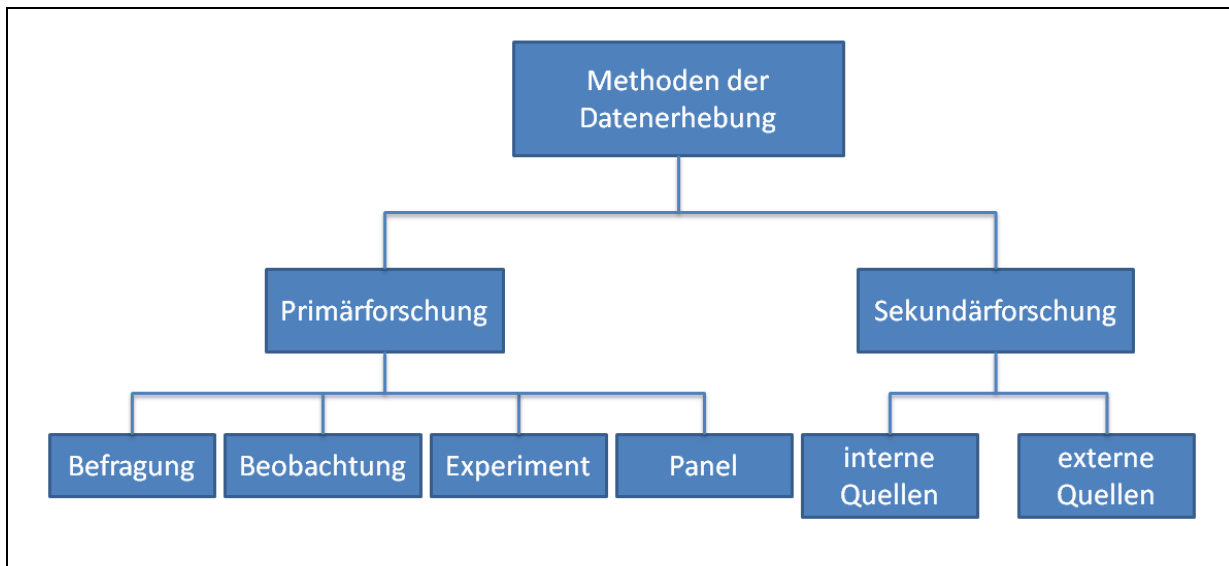 Methoden der
Datenerhebung
Primärforschung
Sekundärforschung
Befragung
Beobachtung
Experiment
Panel
interne
Quellen
externe
Quellen